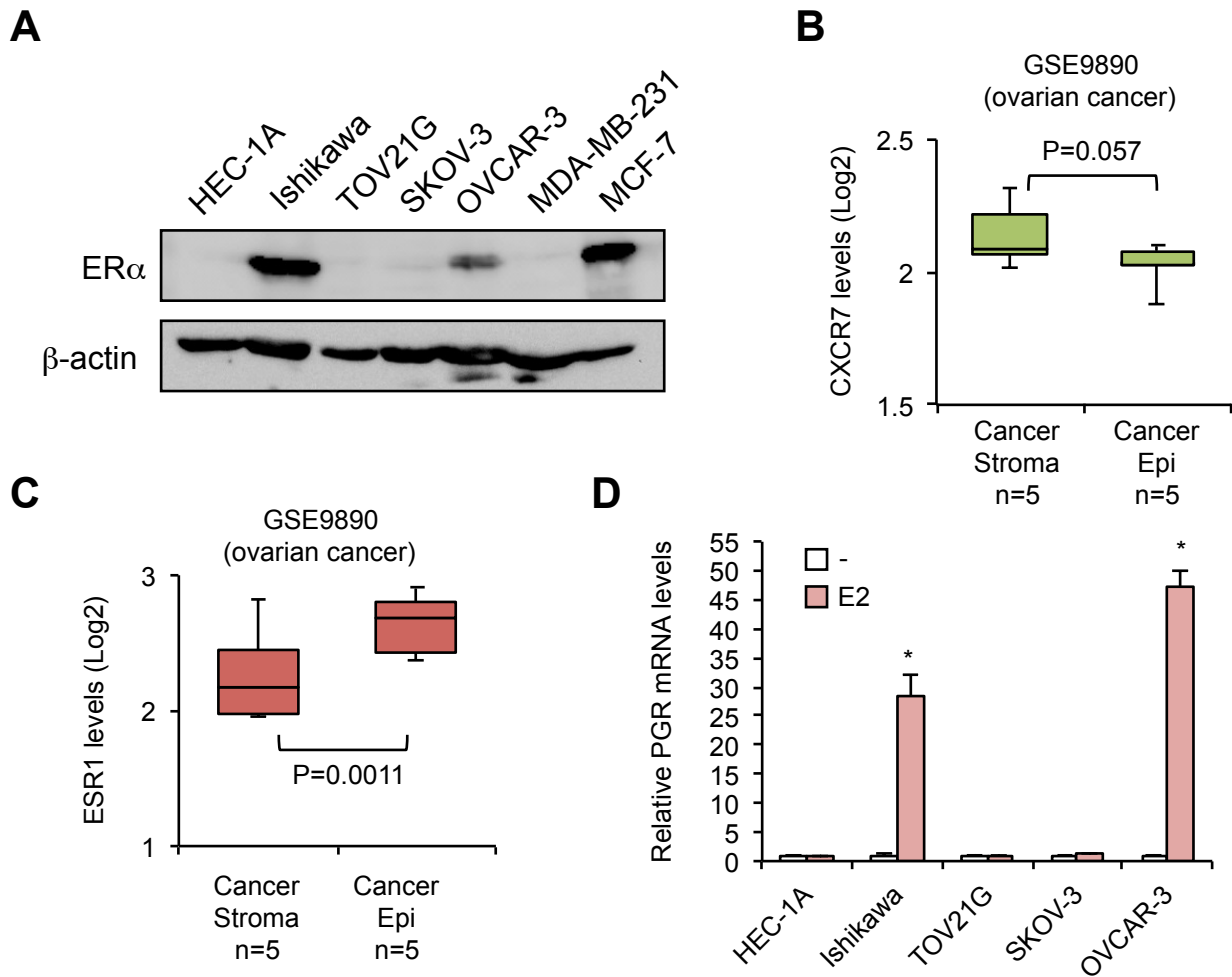 A
HEC-1A
Ishikawa
TOV21G
SKOV-3
OVCAR-3
MDA-MB-231
MCF-7
ERα
β-actin
B
GSE9890
(ovarian cancer)
CXCR7 levels (Log2)
2.5
2
1.5
P=0.057
Cancer
Stroma
n=5
Cancer
Epi
n=5
C
GSE9890
(ovarian cancer)
ESR1 levels (Log2)
3
2
1
P=0.0011
Cancer
Stroma
n=5
Cancer
Epi
n=5
D
Relative PGR mRNA levels
55
50
45
40
35
30
25
20
15
10
5
0
-
E2
*
*
HEC-1A
Ishikawa
TOV21G
SKOV-3
OVCAR-3